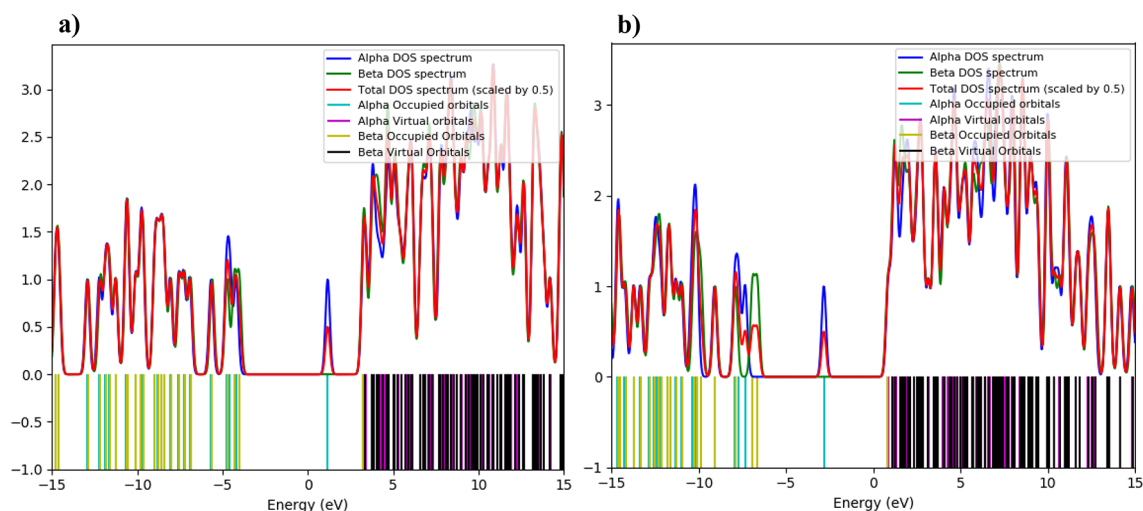 a)
Alpha DOS spectrum
Beta DOS spectrum
Total DOS spectrum (scaled by 0.5)
Alpha Occupied orbitals
Alpha Virtual orbitals
Beta Occupied Orbitals
Beta Virtual Orbitals
3.0
2.5
2.0
1.5
1.0
0.5
0.0
−0.5
−1.0
−15 −10 −5 0 5 10 15
Energy (eV)
b)
Alpha DOS spectrum
Beta DOS spectrum
Total DOS spectrum (scaled by 0.5)
Alpha Occupied orbitals
Alpha Virtual orbitals
Beta Occupied Orbitals
Beta Virtual Orbitals
3
2
1
0
−1
−15 −10 −5 0 5 10 15
Energy (eV)